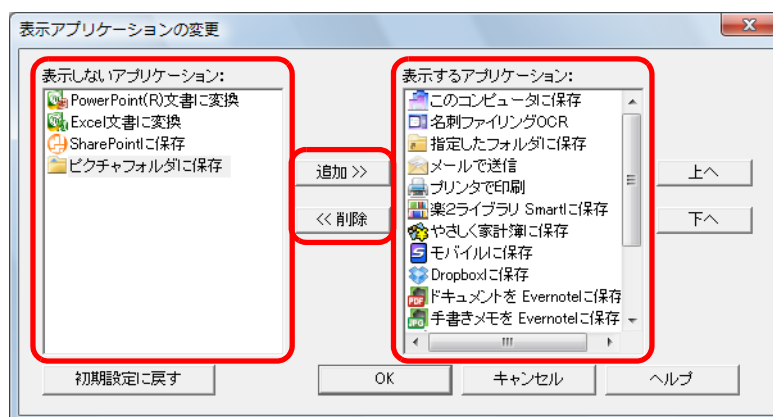 表示アプリケーションの変更
表示しないアプリケーション:
PowerPoint(R)文書に変換
Excel文書に変換
SharePointに保存
ピクチャフォルダに保存
追加 >>
<< 削除
表示するアプリケーション:
このコンピュータに保存
名刺ファイリングOCR
指定したフォルダに保存
メールで送信
プリンタで印刷
楽2ライブラリ Smartに保存
やさしく家計簿に保存
モバイルに保存
Dropboxに保存
ドキュメントを Evernoteに保存
手書きメモを Evernoteに保存
上へ
下へ
初期設定に戻す
OK
キャンセル
ヘルプ